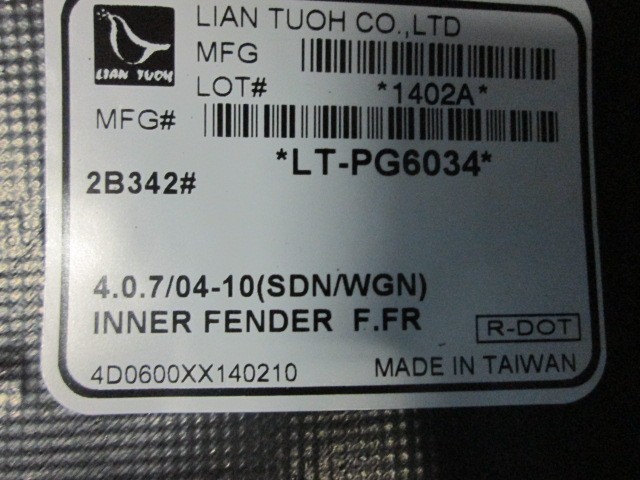 LIAN TUOH CO.,LTD
LIAN TUOH
MFG
LOT#
*1402A*
MFG#
*LT-PG6034*
2B342#
4.0.7/04-10(SDN/WGN)
INNER FENDER F.FR
R-DOT
4D0600XX140210
MADE IN TAIWAN